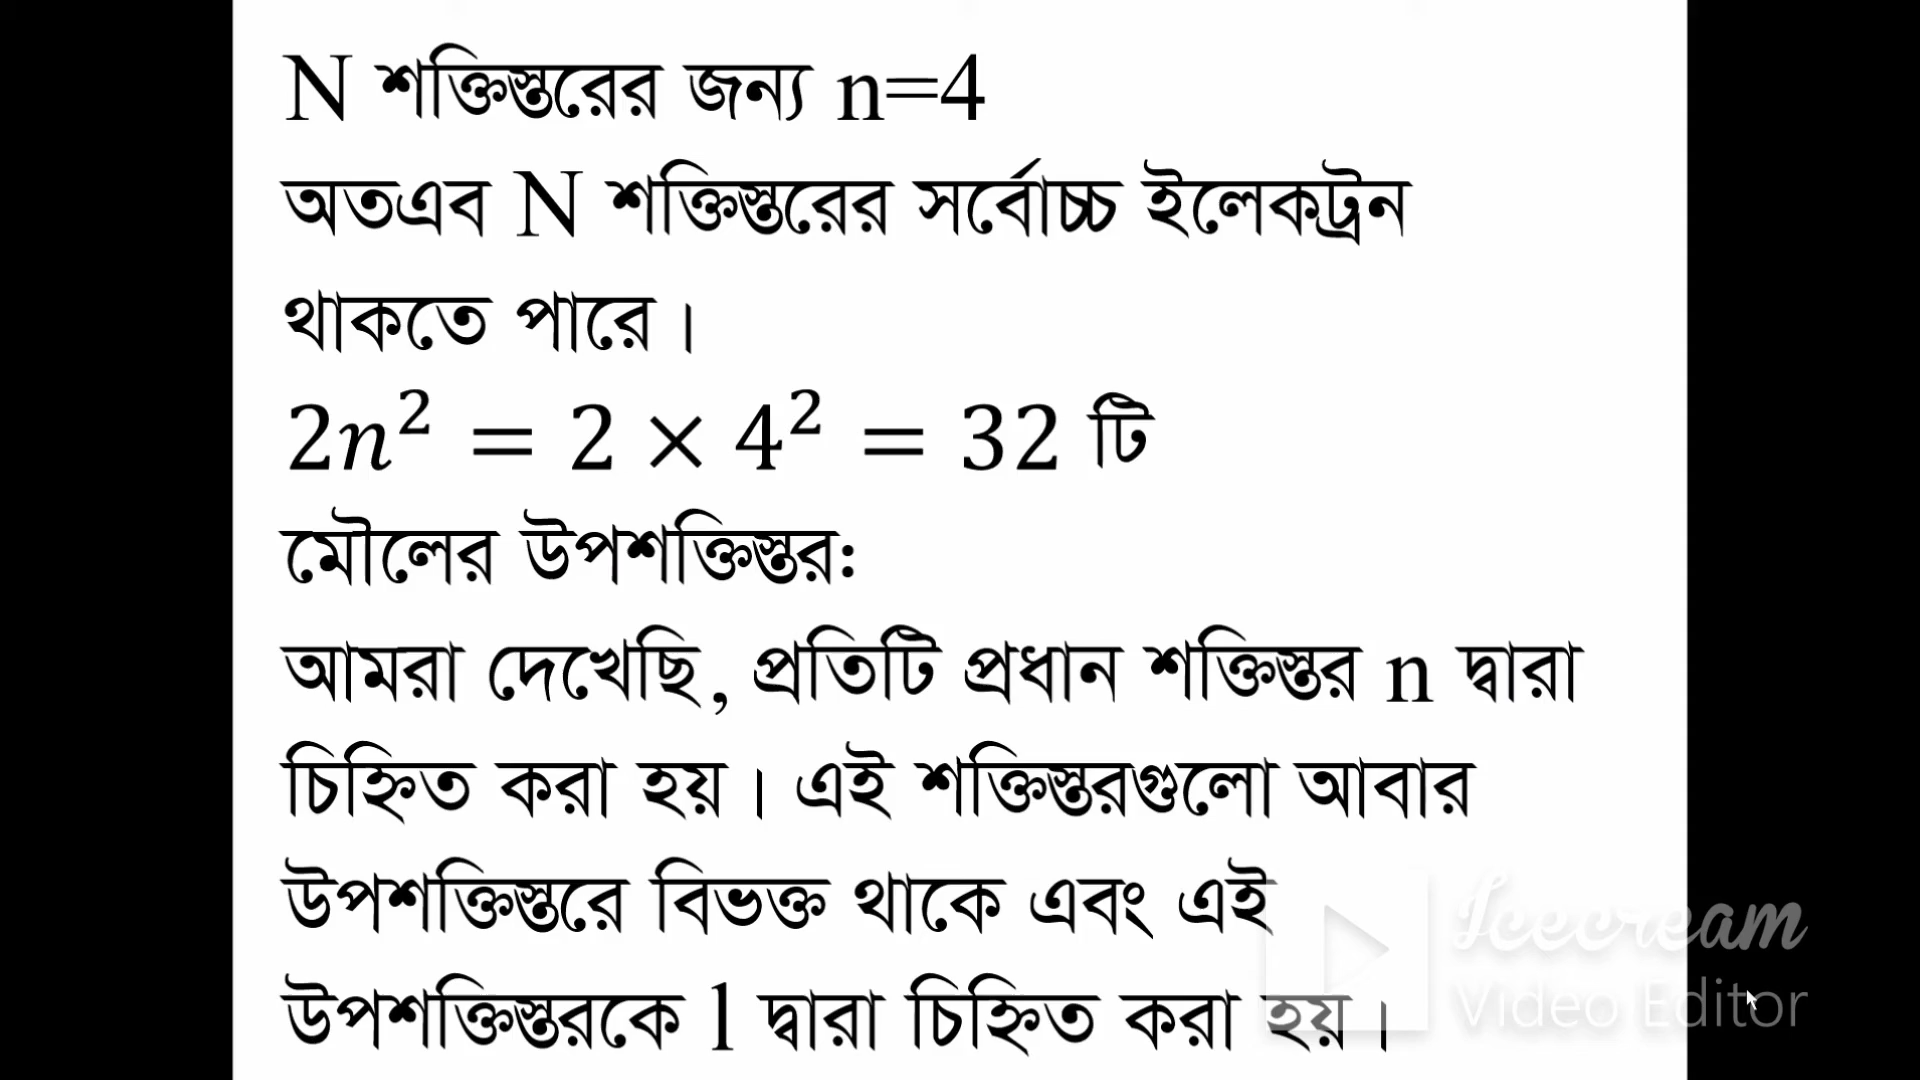 N শক্তিস্তরের জন্য n=4
অতএব N শক্তিস্তরের সর্বোচ্চ ইলেকট্রন
থাকতে পারে।
2n² = 2 × 4² = 32 টি
মৌলের উপশক্তিস্তরঃ
আমরা দেখেছি, প্রতিটি প্রধান শক্তিস্তর n দ্বারা
চিহ্নিত করা হয়। এই শক্তিস্তরগুলো আবার
উপশক্তিস্তরে বিভক্ত থাকে এবং এই
উপশক্তিস্তরকে l দ্বারা চিহ্নিত করা হয়।
Icecream
Video Editor